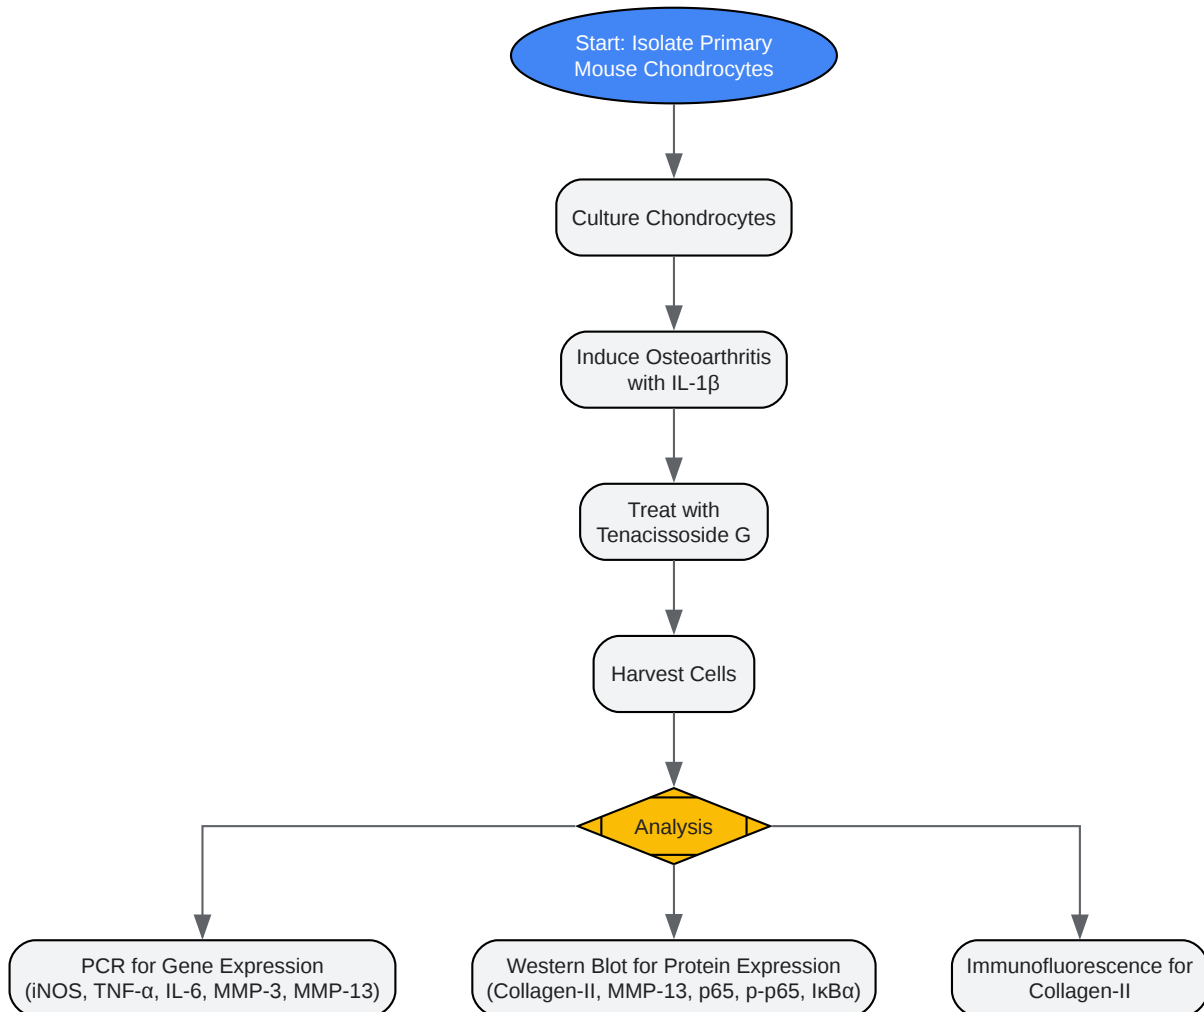 Start: Isolate Primary
Mouse Chondrocytes
Culture Chondrocytes
Induce Osteoarthritis
with IL-1β
Treat with
Tenacissoside G
Harvest Cells
Analysis
PCR for Gene Expression
(iNOS, TNF-α, IL-6, MMP-3, MMP-13)
Western Blot for Protein Expression
(Collagen-II, MMP-13, p65, p-p65, IκBα)
Immunofluorescence for
Collagen-II